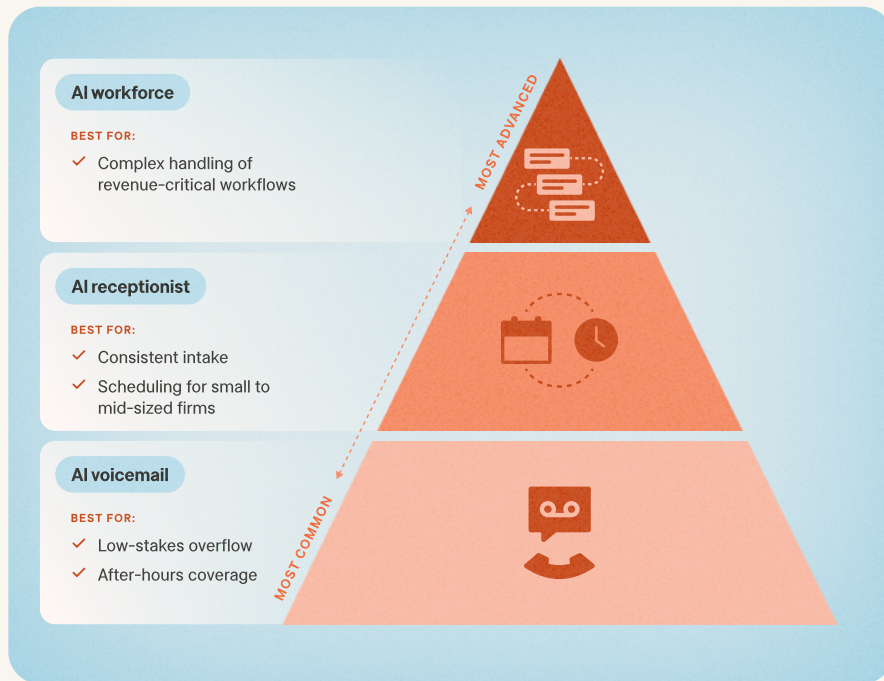 AI workforce
BEST FOR:
Complex handling of
revenue-critical workflows
MOST ADVANCED
AI receptionist
BEST FOR:
Consistent intake
Scheduling for small to
mid-sized firms
AI voicemail
BEST FOR:
Low-stakes overflow
After-hours coverage
MOST COMMON